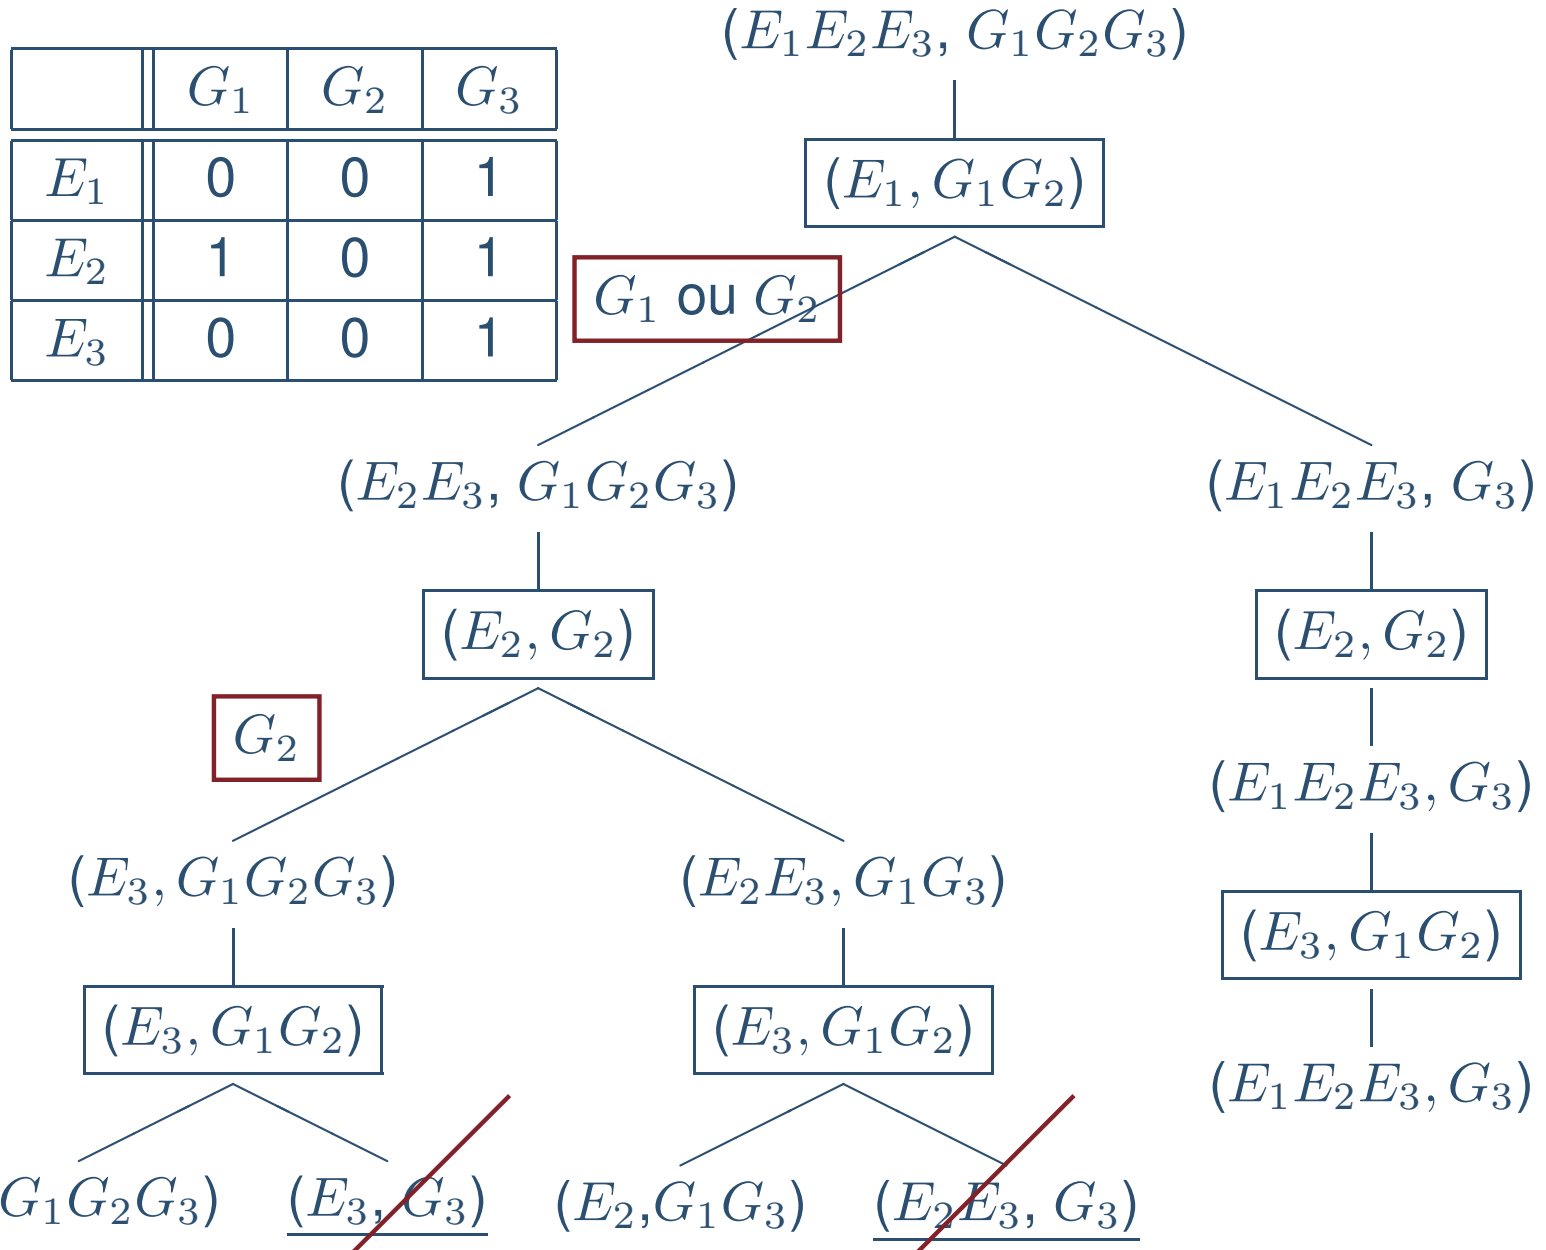 (E₁E₂E₃, G₁G₂G₃)
G₁ G₂ G₃
E₁ 0 0 1
E₂ 1 0 1
E₃ 0 0 1
(E₁, G₁G₂)
G₁ ou G₂
(E₂E₃, G₁G₂G₃) (E₁E₂E₃, G₃)
(E₂, G₂) (E₂, G₂)
G₂
(E₁E₂E₃, G₃)
(E₃, G₁G₂G₃) (E₂E₃, G₁G₃)
(E₃, G₁G₂)
(E₃, G₁G₂) (E₃, G₁G₂)
(E₁E₂E₃, G₃)
G₁G₂G₃) (E₃, G₃) (E₂,G₁G₃) (E₂E₃, G₃)